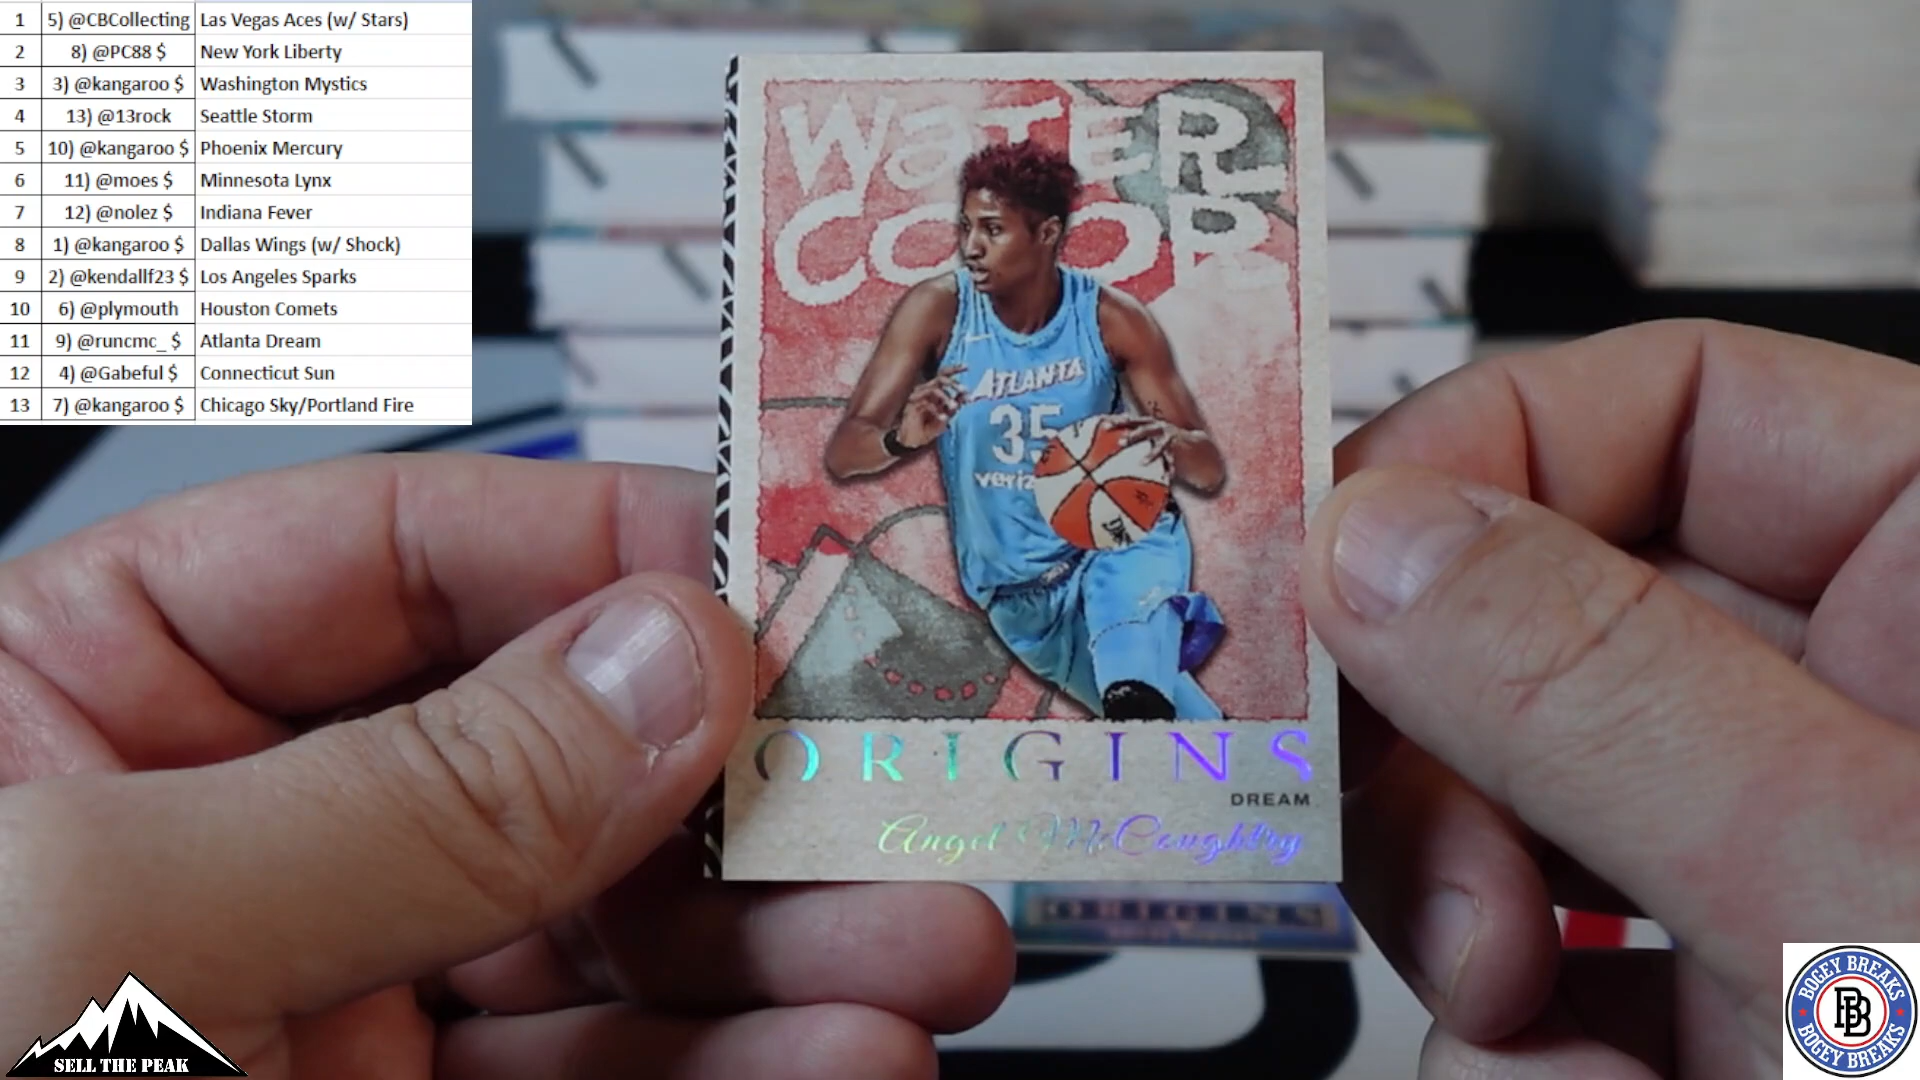 1 5) @CBCollecting Las Vegas Aces (w/ Stars)
2 8) @PC88 $ New York Liberty
3 3) @kangaroo $ Washington Mystics
4 13) @13rock Seattle Storm
5 10) @kangaroo $ Phoenix Mercury
6 11) @moes $ Minnesota Lynx
7 12) @nolez $ Indiana Fever
8 1) @kangaroo $ Dallas Wings (w/ Shock)
9 2) @kendallf23 $ Los Angeles Sparks
10 6) @plymouth Houston Comets
11 9) @runcmc_ $ Atlanta Dream
12 4) @Gabeful $ Connecticut Sun
13 7) @kangaroo $ Chicago Sky/Portland Fire
WaTER
COLOR
ATLANTA
35
veriz
ORIGINS
DREAM
Angel McCoughtry
ORIGINS
SELL THE PEAK
BOGEY BREAKS
BB
BOGEY BREAKS